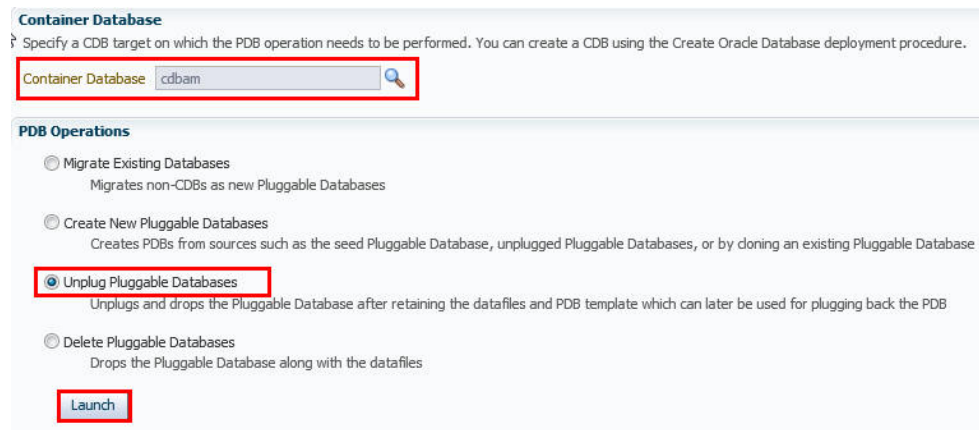 Container Database
Specify a CDB target on which the PDB operation needs to be performed. You can create a CDB using the Create Oracle Database deployment procedure.
Container Database cdbam
PDB Operations
Migrate Existing Databases
Migrates non-CDBs as new Pluggable Databases
Create New Pluggable Databases
Creates PDBs from sources such as the seed Pluggable Database, unplugged Pluggable Databases, or by cloning an existing Pluggable Database
Unplug Pluggable Databases
Unplugs and drops the Pluggable Database after retaining the datafiles and PDB template which can later be used for plugging back the PDB
Delete Pluggable Databases
Drops the Pluggable Database along with the datafiles
Launch